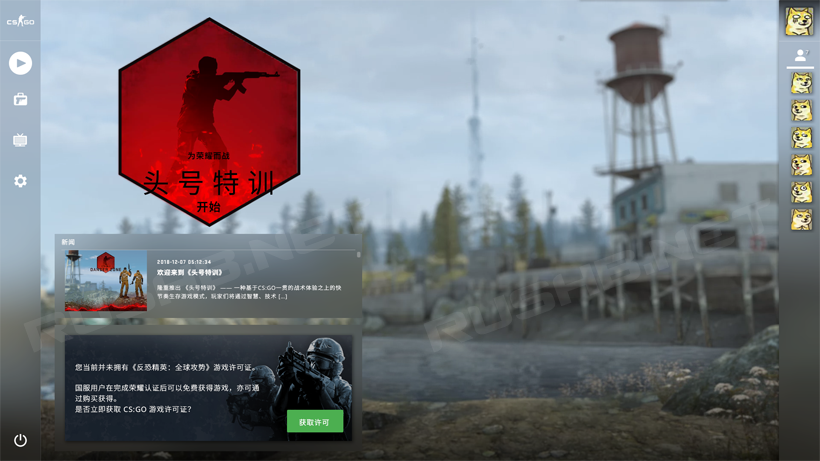 CS GO
为荣耀而战
头号特训
开始
新闻
2018-12-07 05:12:34
欢迎来到《头号特训》
隆重推出 《头号特训》 —— 一种基于CS:GO一贯的战术体验之上的快
节奏生存游戏模式，玩家们将通过智慧、技术 [...]
DANGER ZONE
您当前并未拥有《反恐精英：全球攻势》游戏许可证。
国服用户在完成荣耀认证后可以免费获得游戏，亦可通
过购买获得。
是否立即获取 CS:GO 游戏许可证？
获取许可